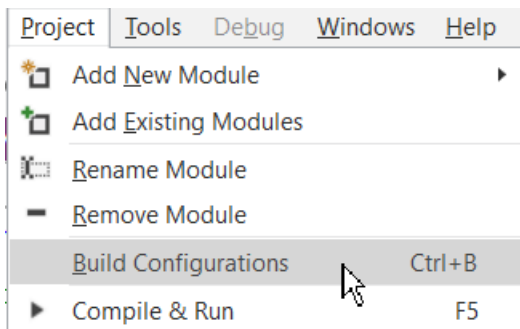 Project Tools Debug Windows Help
Add New Module
Add Existing Modules
Rename Module
Remove Module
Build Configurations Ctrl+B
Compile & Run F5